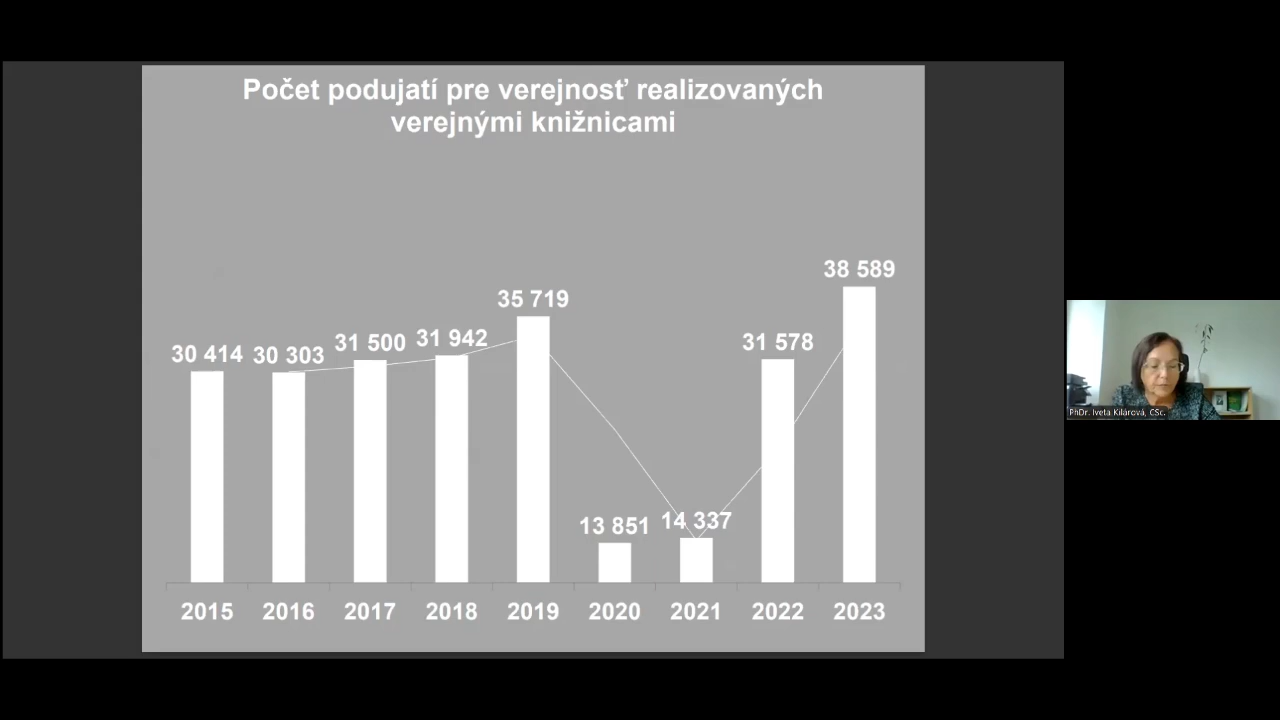 Počet podujatí pre verejnosť realizovaných
verejnými knižnicami
30 414
30 303
31 500
31 942
35 719
13 851
14 337
31 578
38 589
2015 2016 2017 2018 2019 2020 2021 2022 2023
PhDr. Iveta Kilárová, CSc.